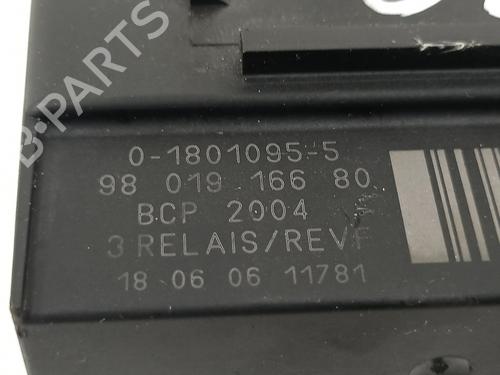 B-PARTS
0-1801095-5
98 019 166 80
BCP 2004
3 RELAIS/REVF
18 06 06 11781